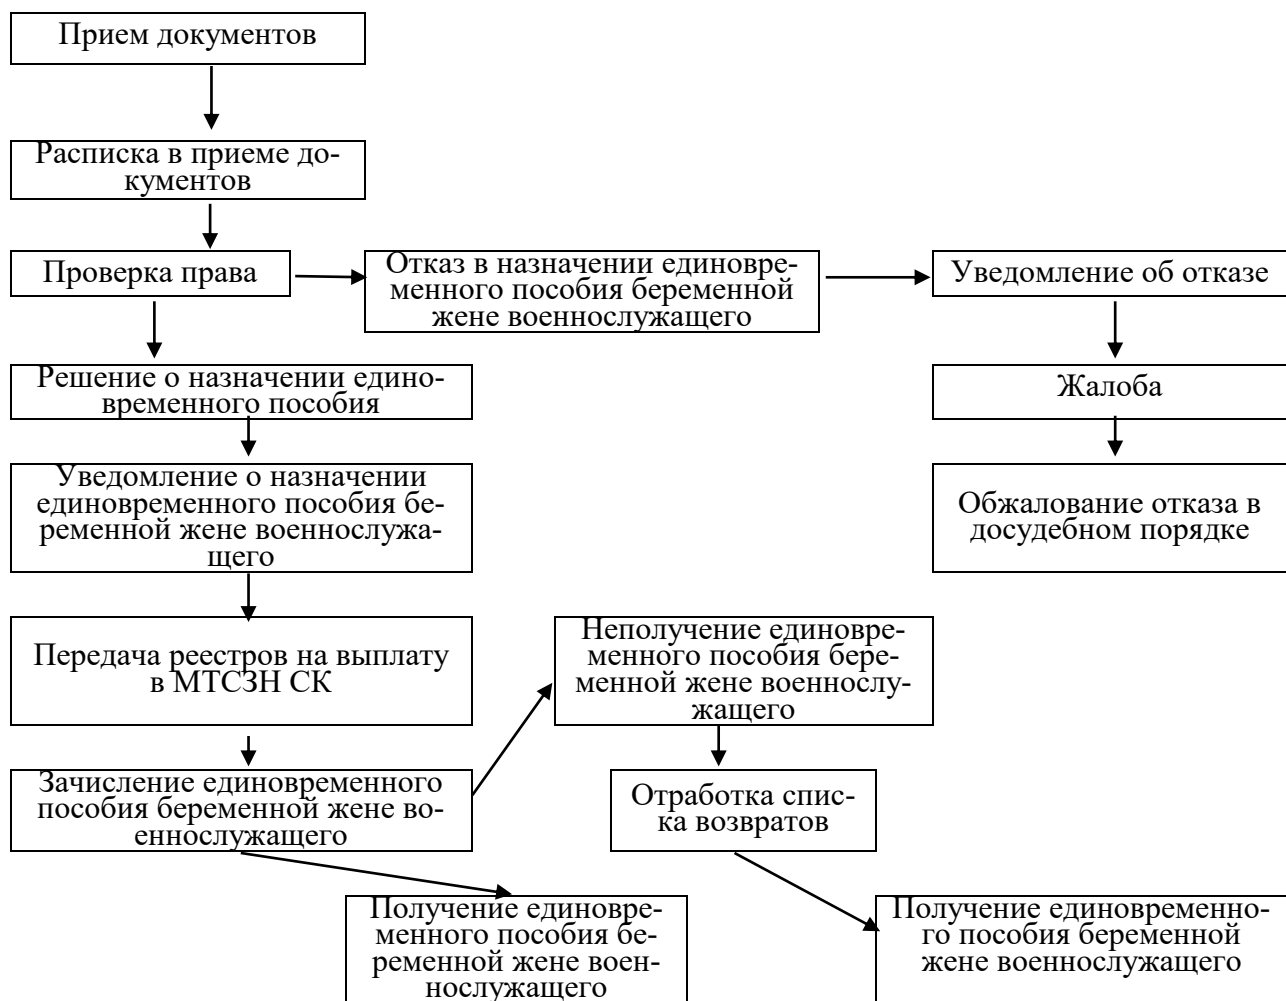 Прием документов
Расписка в приеме до-
кументов
Проверка права
Отказ в назначении единовре-
менного пособия беременной
жене военнослужащего
Уведомление об отказе
Решение о назначении едино-
временного пособия
Жалоба
Уведомление о назначении
единовременного пособия бе-
ременной жене военнослужа-
щего
Обжалование отказа в
досудебном порядке
Передача реестров на выплату
в МТСЗН СК
Неполучение единовре-
менного пособия бере-
менной жене военнослу-
жащего
Зачисление единовременного
пособия беременной жене во-
еннослужащего
Отработка спис-
ка возвратов
Получение единовре-
менного пособия бе-
ременной жене воен-
нослужащего
Получение единовременно-
го пособия беременной
жене военнослужащего